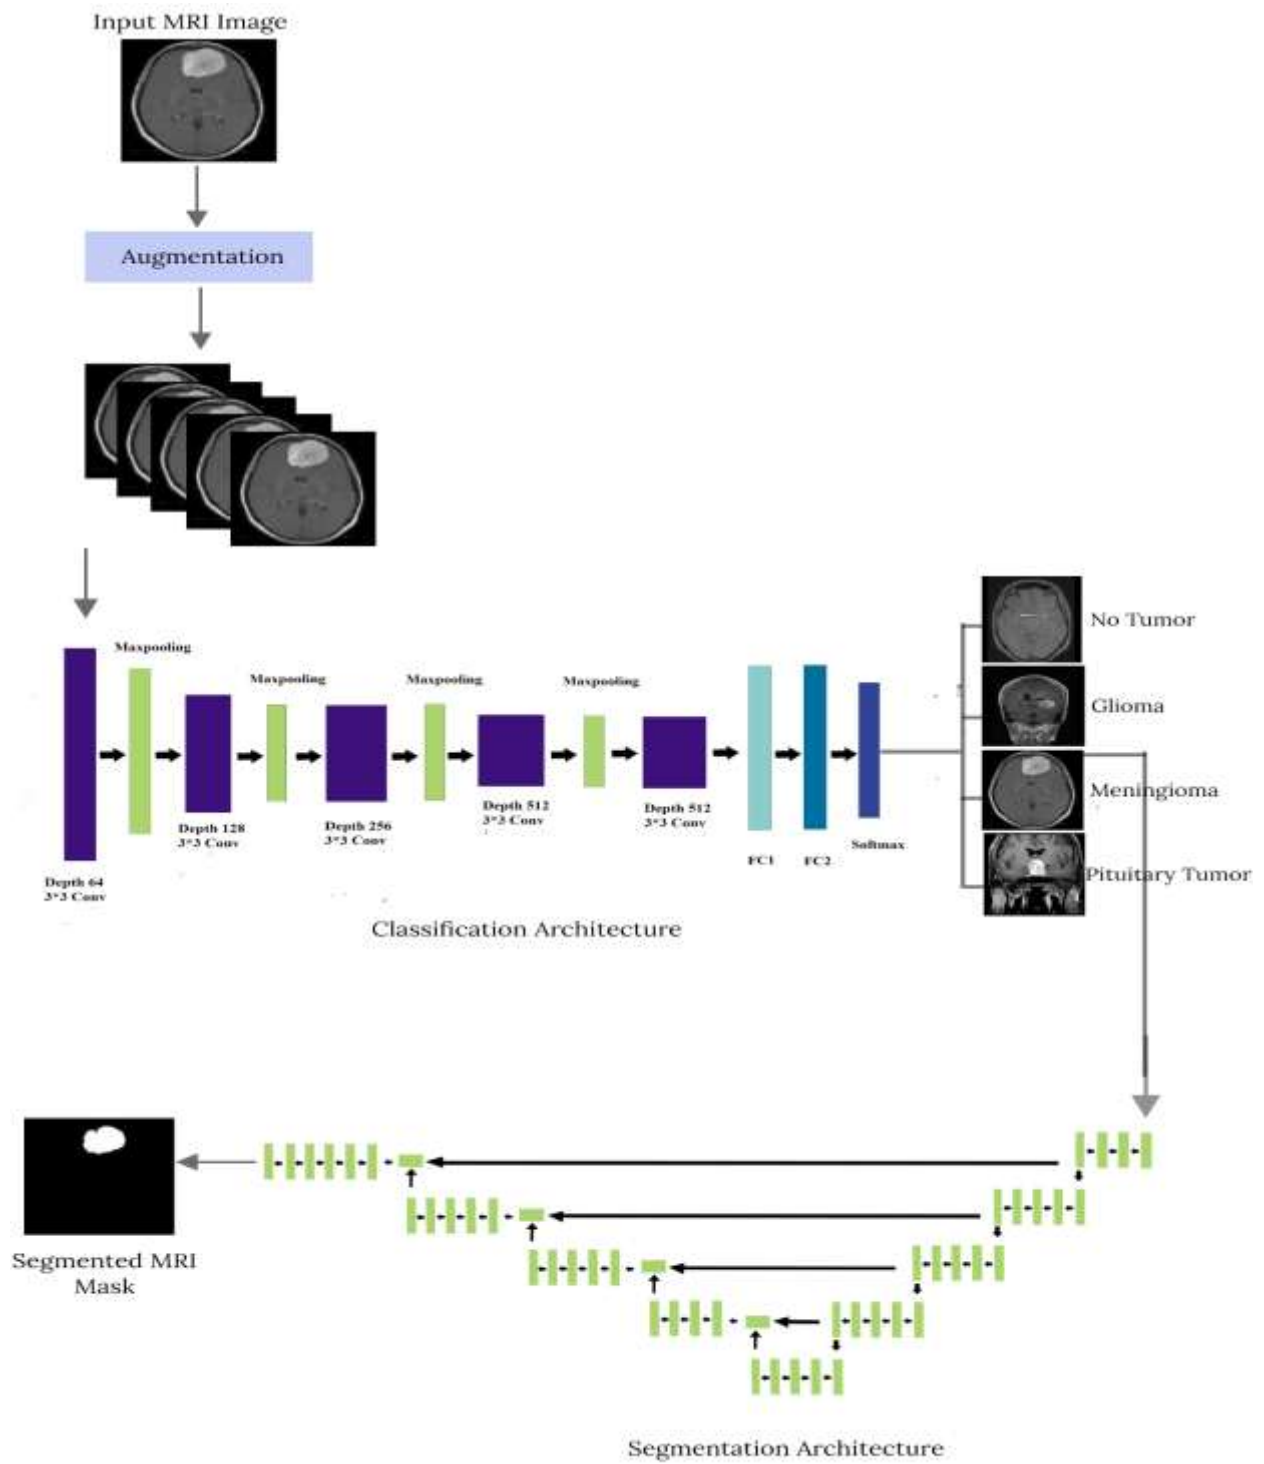 Input MRI Image
Augmentation
Maxpooling
Maxpooling
Maxpooling
Maxpooling
Depth 64
3*3 Conv
Depth 128
3*3 Conv
Depth 256
3*3 Conv
Depth 512
3*3 Conv
Depth 512
3*3 Conv
FC1
FC2
Softmax
No Tumor
Glioma
Meningioma
Pituitary Tumor
Classification Architecture
Segmented MRI
Mask
Segmentation Architecture